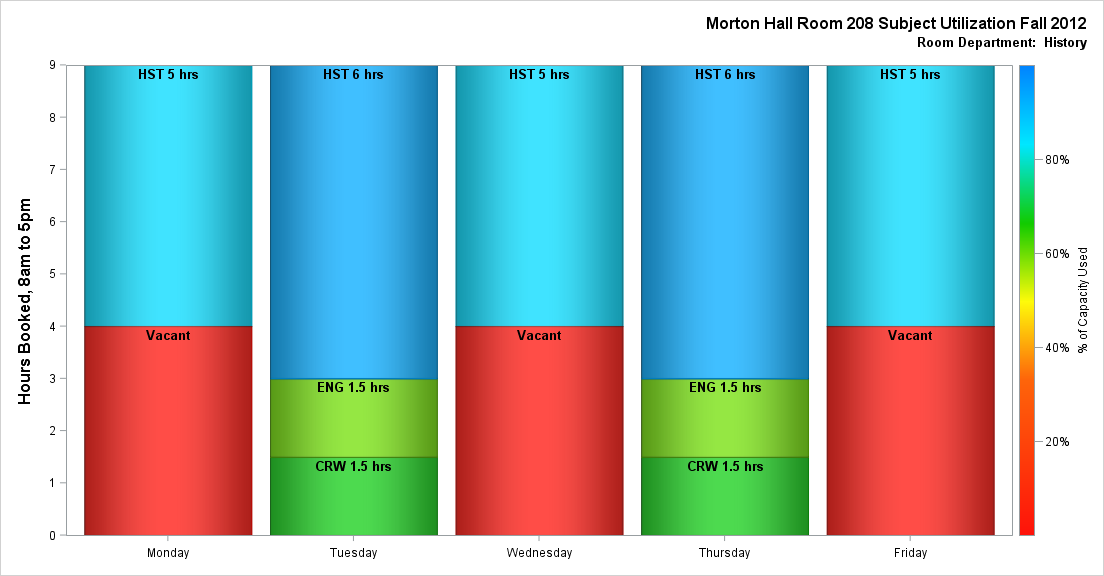 Morton Hall Room 208 Subject Utilization Fall 2012
Room Department: History
Hours Booked, 8am to 5pm
9
8
7
6
5
4
3
2
1
0
HST 5 hrs
Vacant
HST 6 hrs
ENG 1.5 hrs
CRW 1.5 hrs
HST 5 hrs
Vacant
HST 6 hrs
ENG 1.5 hrs
CRW 1.5 hrs
HST 5 hrs
Vacant
Monday
Tuesday
Wednesday
Thursday
Friday
80%
60%
40%
20%
% of Capacity Used